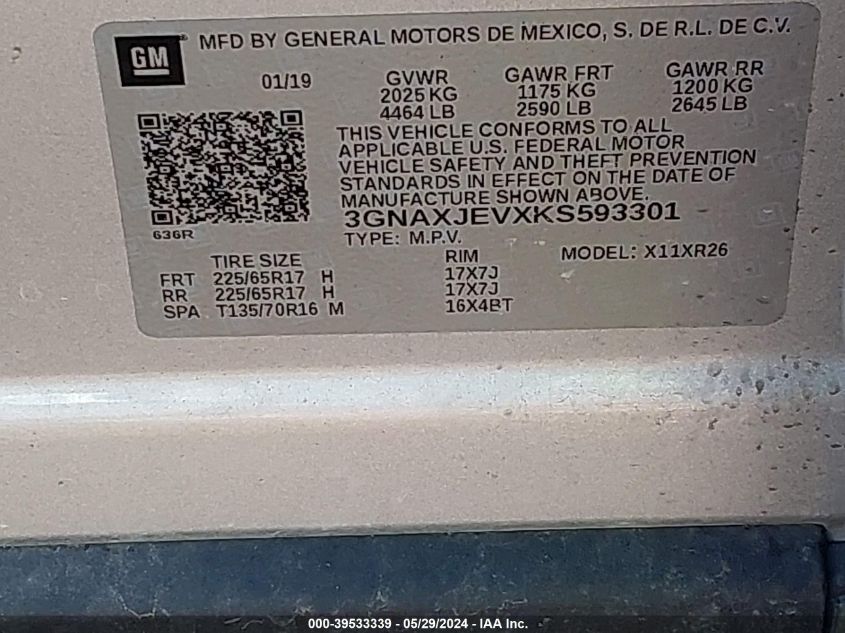 GM® MFD BY GENERAL MOTORS DE MEXICO, S. DE R.L. DE C.V.
01/19 GVWR GAWR FRT GAWR RR
2025 KG 1175 KG 1200 KG
4464 LB 2590 LB 2645 LB
THIS VEHICLE CONFORMS TO ALL
APPLICABLE U.S. FEDERAL MOTOR
VEHICLE SAFETY AND THEFT PREVENTION
STANDARDS IN EFFECT ON THE DATE OF
MANUFACTURE SHOWN ABOVE.
3GNAXJEVXKS593301
636R
TYPE: M.P.V. MODEL: X11XR26
TIRE SIZE RIM
FRT 225/65R17 H 17X7J
RR 225/65R17 H 17X7J
SPA T135/70R16 M 16X4BT
000-39533339 - 05/29/2024 - IAA Inc.